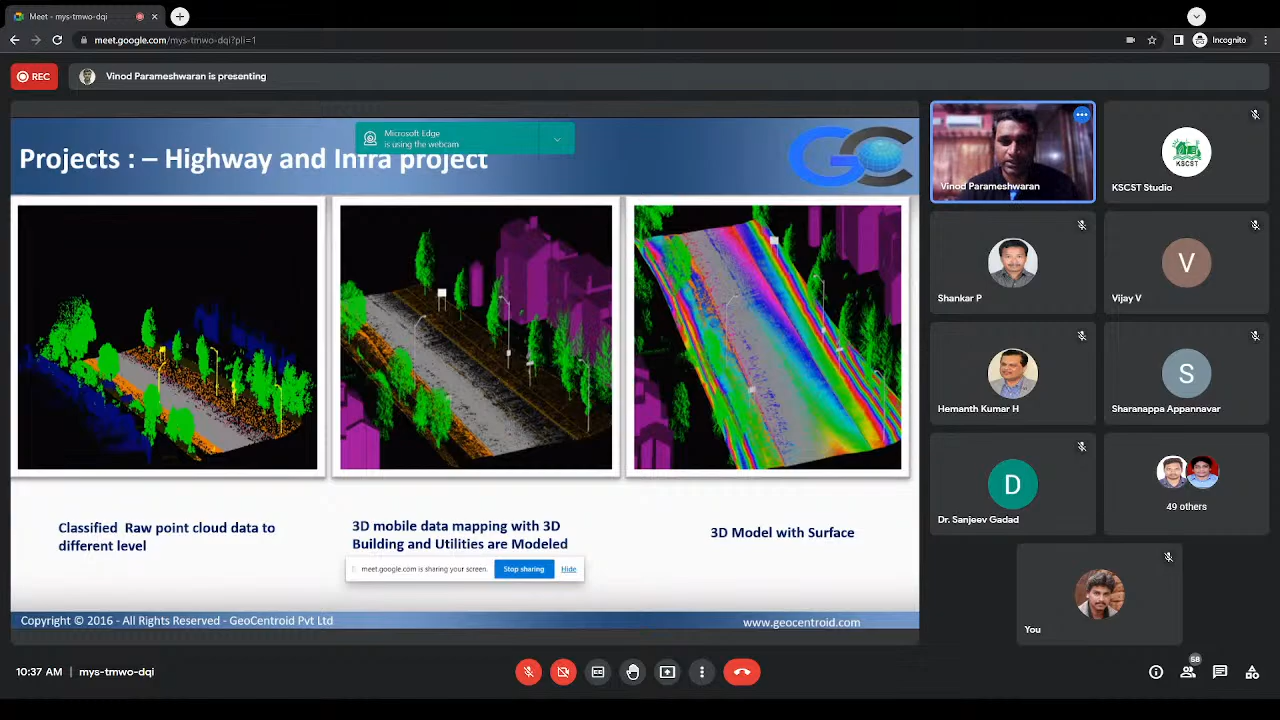 Meet - mys-tmwo-dqi
meet.google.com/mys-tmwo-dqi?pli=1
Incognito
REC
Vinod Parameshwaran is presenting
Microsoft Edge
is using the webcam
Projects : – Highway and Infra project
GC
Classified Raw point cloud data to
different level
3D mobile data mapping with 3D
Building and Utilities are Modeled
3D Model with Surface
meet.google.com is sharing your screen.
Stop sharing
Hide
Copyright © 2016 - All Rights Reserved - GeoCentroid Pvt Ltd
www.geocentroid.com
Vinod Parameshwaran
KSCST
KSCST Studio
Shankar P
V
Vijay V
Hemanth Kumar H
S
Sharanappa Appannavar
D
Dr. Sanjeev Gadad
49 others
You
10:37 AM | mys-tmwo-dqi
58